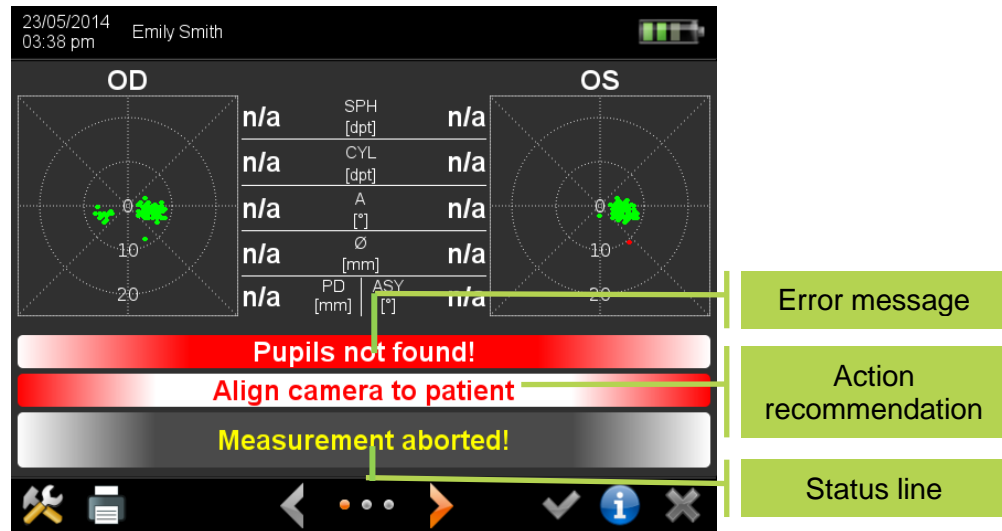 23/05/2014
03:38 pm
Emily Smith
OD
OS
n/a SPH [dpt] n/a
n/a CYL [dpt] n/a
n/a A [°] n/a
n/a Ø [mm] n/a
n/a PD [mm] ASY [°] n/a
0
10
20
0
10
20
Pupils not found!
Align camera to patient
Measurement aborted!
Error message
Action
recommendation
Status line